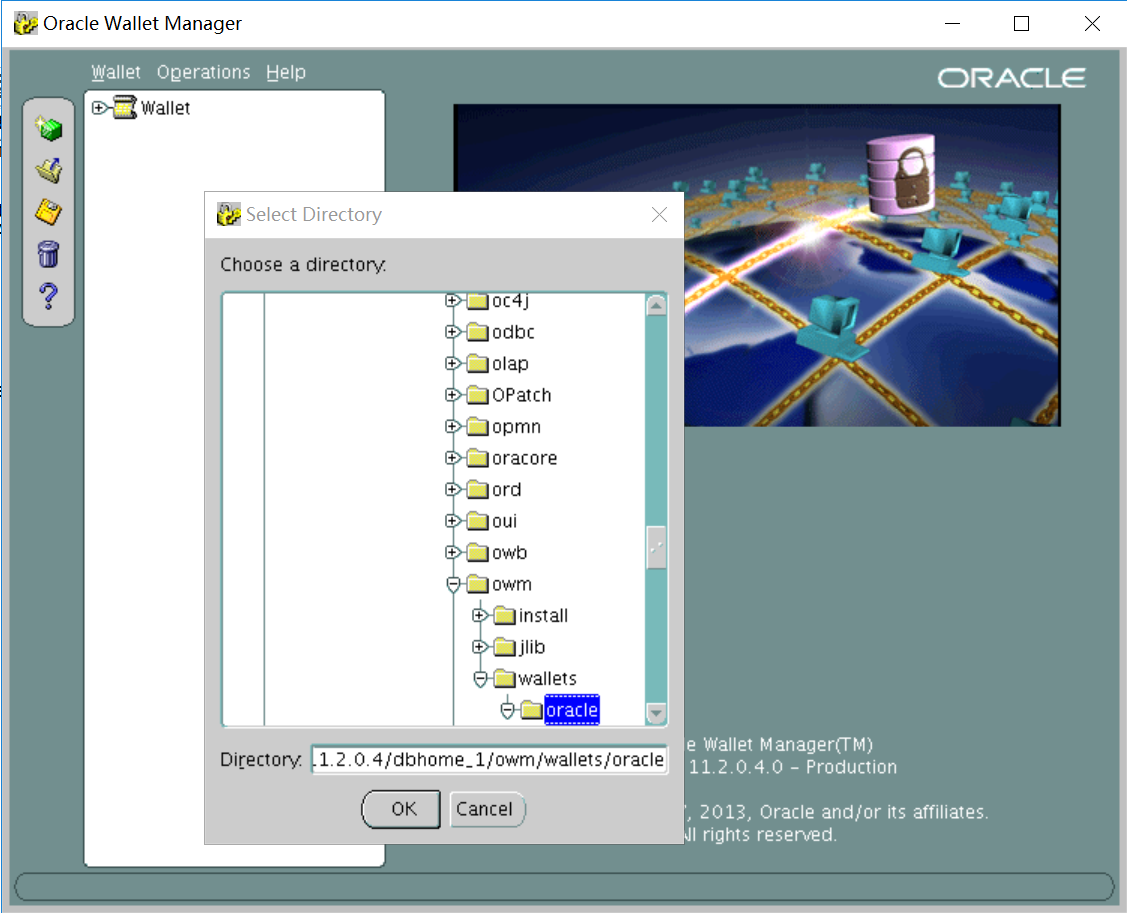 Oracle Wallet Manager
Wallet Operations Help
ORACLE
Wallet
Select Directory
Choose a directory:
oc4j
odbc
olap
OPatch
opmn
oracore
ord
oui
owb
owm
install
jlib
wallets
oracle
Directory: .1.2.0.4/dbhome_1/owm/wallets/oracle
OK Cancel
Wallet Manager(TM)
11.2.0.4.0 – Production
, 2013, Oracle and/or its affiliates.
rights reserved.